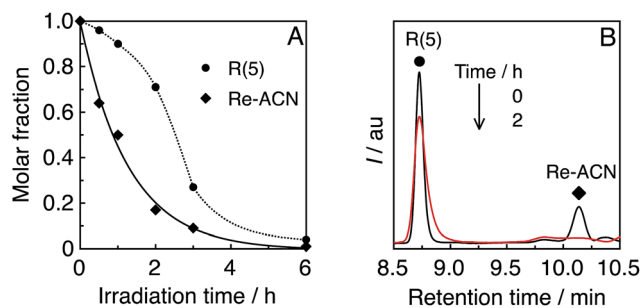 A
R(5)
Re-ACN
1.0
0.8
0.6
0.4
0.2
0
0
2
4
6
Molar fraction
Irradiation time / h
B
R(5)
Time / h
0
2
Re-ACN
I / au
8.5
9.0
9.5
10.0
10.5
Retention time / min